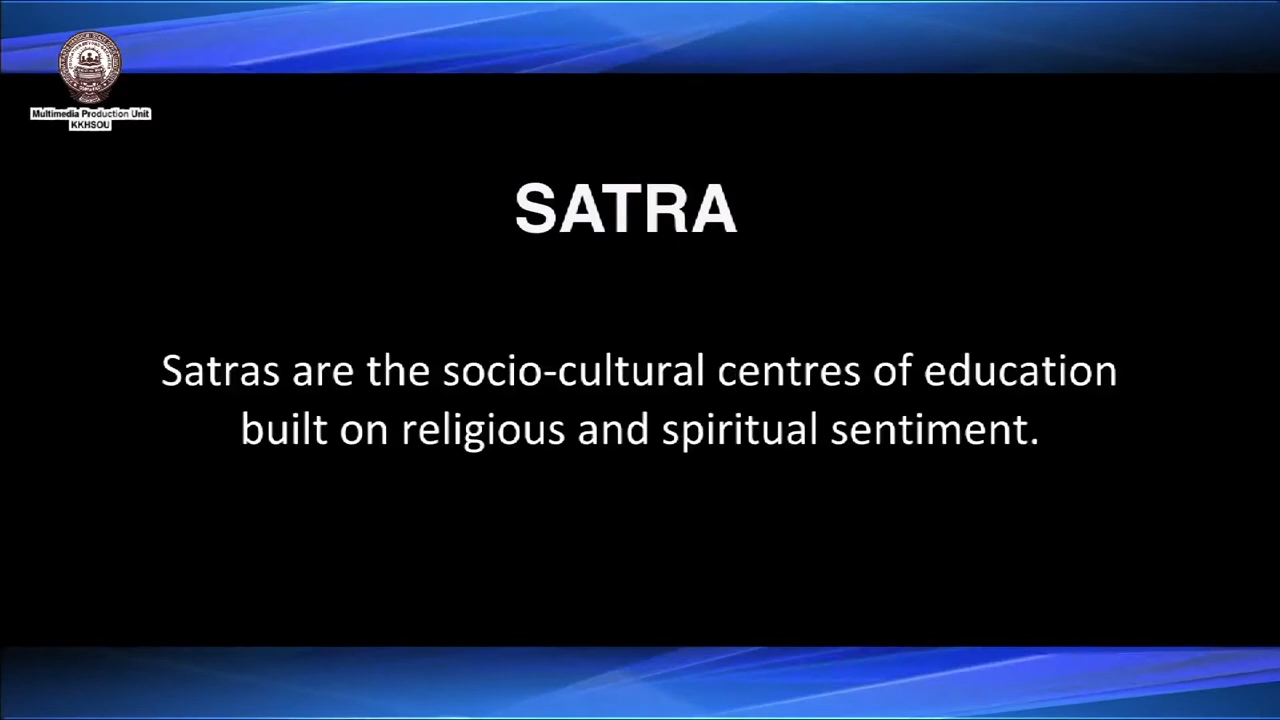 Multimedia Production Unit
KKHSOU
SATRA
Satras are the socio-cultural centres of education
built on religious and spiritual sentiment.